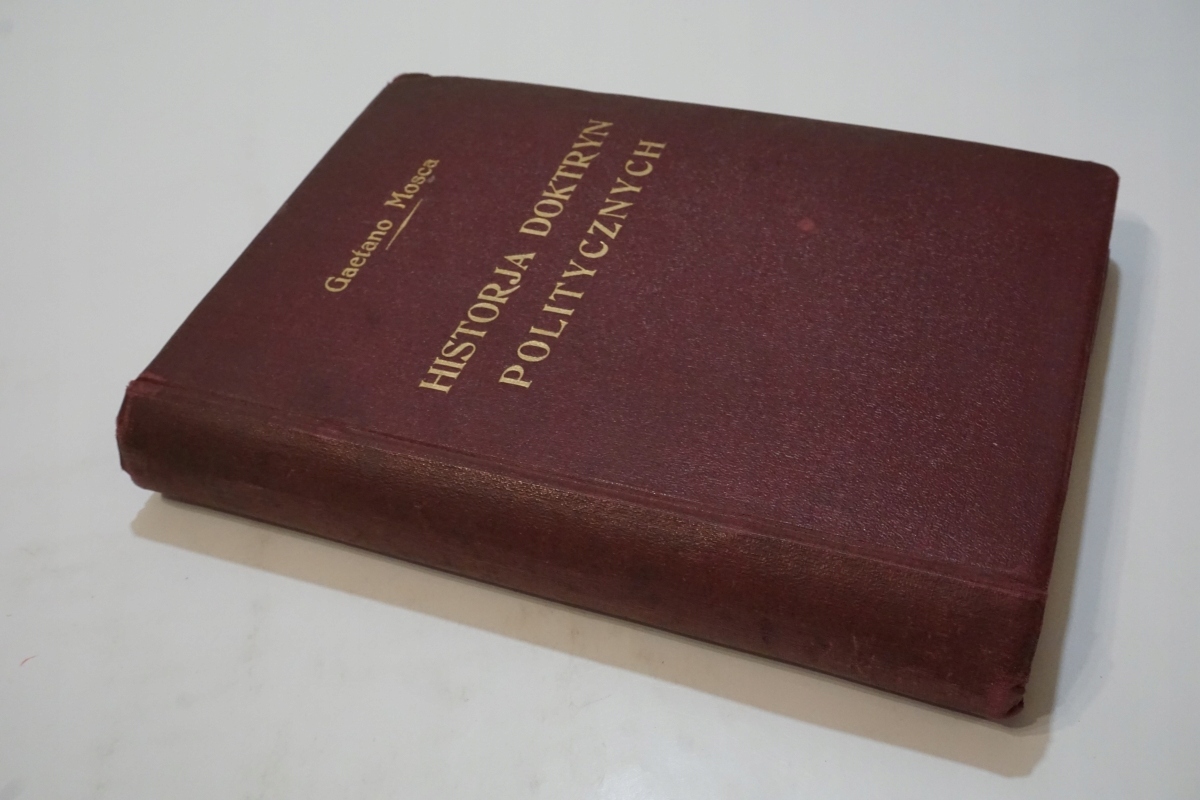 Gaetano Mosca
HISTORJA DOKTRYN
POLITYCZNYCH